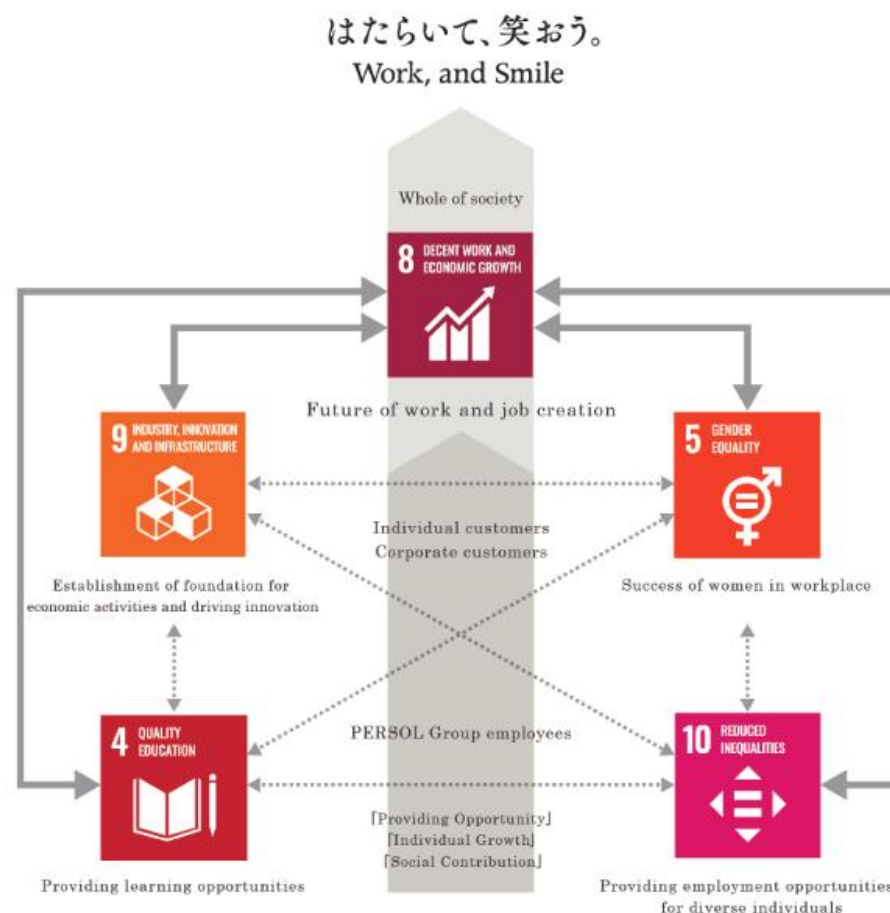 はたらいて、笑おう。
Work, and Smile
Whole of society
8 DECENT WORK AND
ECONOMIC GROWTH
Future of work and job creation
9 INDUSTRY, INNOVATION
AND INFRASTRUCTURE
5 GENDER
EQUALITY
Individual customers
Corporate customers
Establishment of foundation for
economic activities and driving innovation
Success of women in workplace
4 QUALITY
EDUCATION
PERSOL Group employees
10 REDUCED
INEQUALITIES
「Providing Opportunity」
「Individual Growth」
「Social Contribution」
Providing learning opportunities
Providing employment opportunities
for diverse individuals